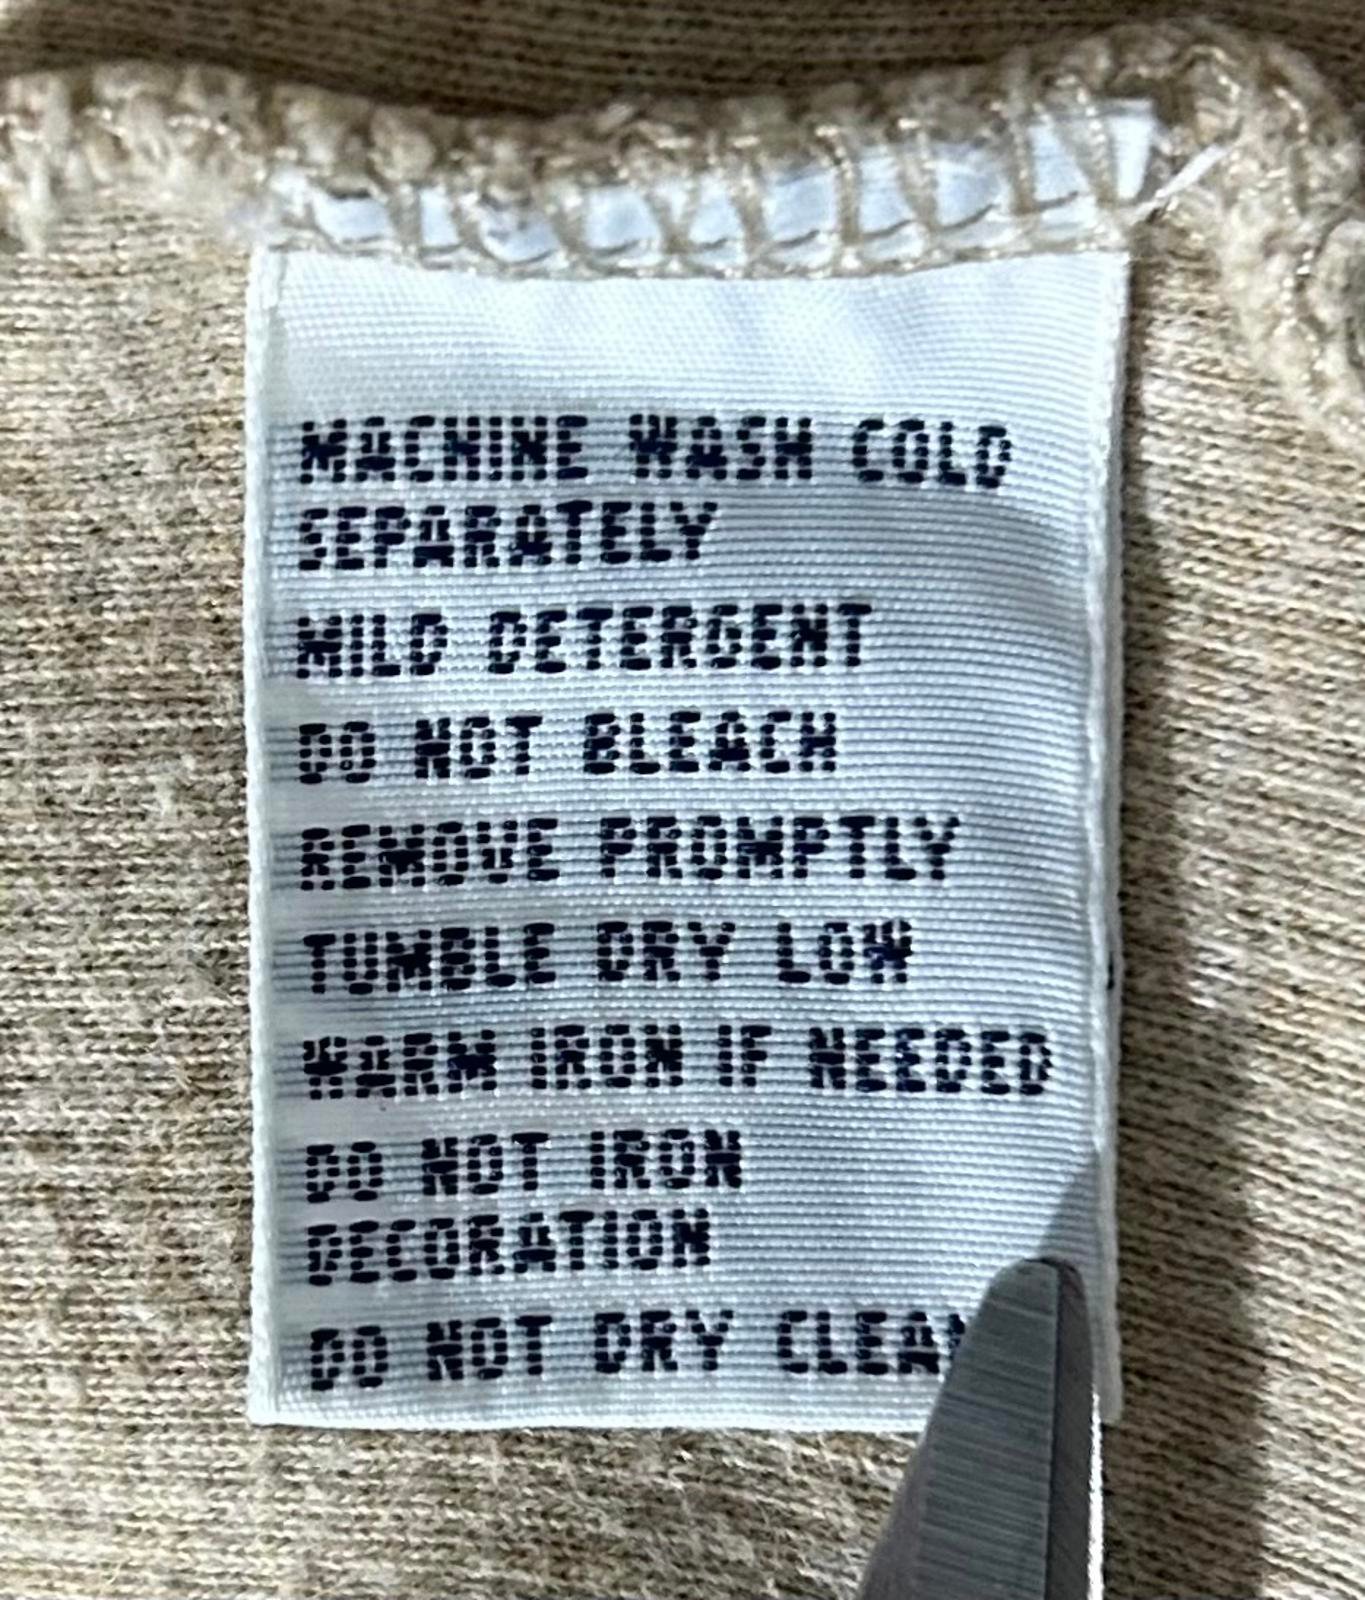 MACHINE WASH COLD
SEPARATELY
MILD DETERGENT
DO NOT BLEACH
REMOVE PROMPTLY
TUMBLE DRY LOW
WARM IRON IF NEEDED
DO NOT IRON
DECORATION
DO NOT DRY CLEAN